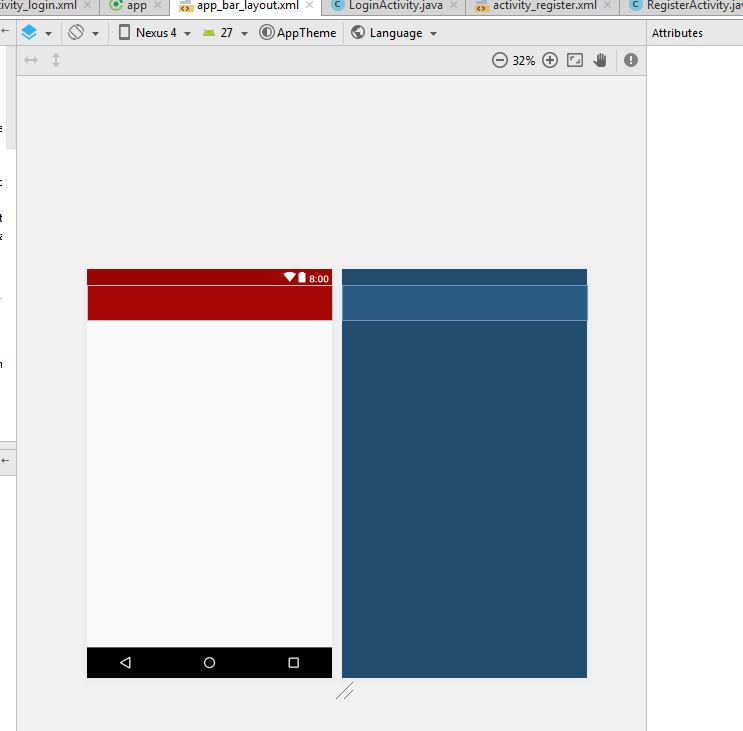 ivity_login.xml app app_bar_layout.xml LoginActivity.java activity_register.xml RegisterActivity.jav
Nexus 4 27 AppTheme Language Attributes
32%
8:00